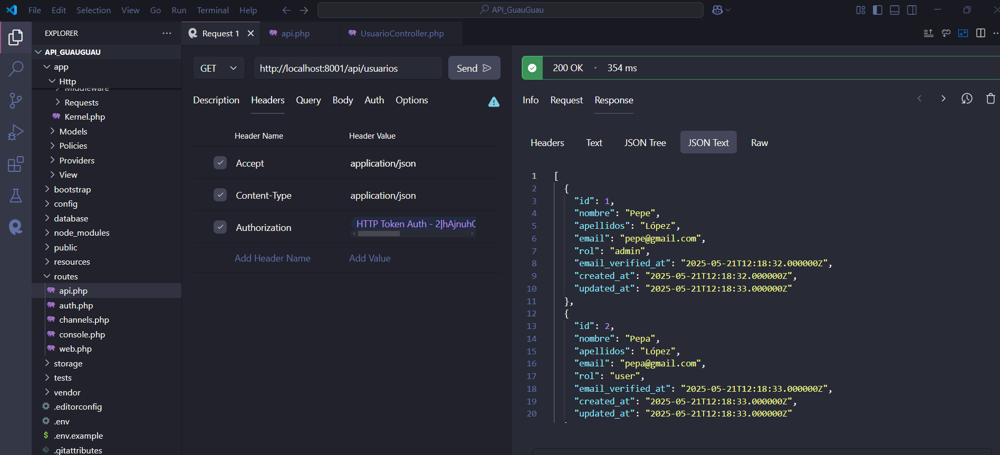 File Edit Selection View Go Run Terminal Help
API_GuauGuau
EXPLORER
Request 1
api.php
UsuarioController.php
API_GUAUGUAU
app
Http
Middleware
Requests
Kernel.php
Models
Policies
Providers
View
bootstrap
config
database
node_modules
public
resources
routes
api.php
auth.php
channels.php
console.php
web.php
storage
tests
vendor
.editorconfig
.env
.env.example
.gitattributes
GET
http://localhost:8001/api/usuarios
Send
Description Headers Query Body Auth Options
Header Name Header Value
Accept application/json
Content-Type application/json
Authorization HTTP Token Auth - 2|hAjnuh
Add Header Name Add Value
200 OK · 354 ms
Info Request Response
Headers Text JSON Tree JSON Text Raw
1 [
2 {
3 "id": 1,
4 "nombre": "Pepe",
5 "apellidos": "López",
6 "email": "pepe@gmail.com",
7 "rol": "admin",
8 "email_verified_at": "2025-05-21T12:18:32.000000Z",
9 "created_at": "2025-05-21T12:18:32.000000Z",
10 "updated_at": "2025-05-21T12:18:33.000000Z"
11 },
12 {
13 "id": 2,
14 "nombre": "Pepa",
15 "apellidos": "López",
16 "email": "pepa@gmail.com",
17 "rol": "user",
18 "email_verified_at": "2025-05-21T12:18:33.000000Z",
19 "created_at": "2025-05-21T12:18:33.000000Z",
20 "updated_at": "2025-05-21T12:18:33.000000Z"